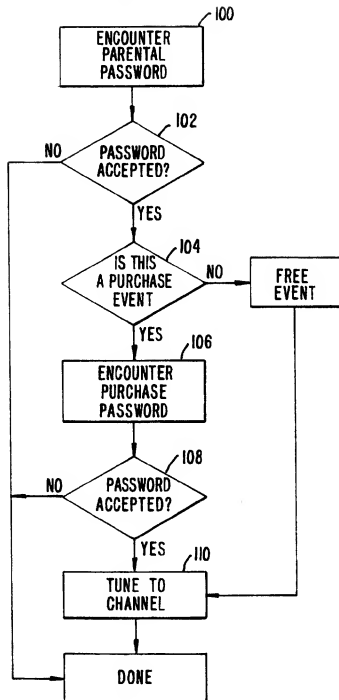 100
ENCOUNTER
PARENTAL
PASSWORD
102
NO
PASSWORD
ACCEPTED?
YES
104
IS THIS
A PURCHASE
EVENT
NO
FREE
EVENT
YES
106
ENCOUNTER
PURCHASE
PASSWORD
108
NO
PASSWORD
ACCEPTED?
YES
110
TUNE TO
CHANNEL
DONE